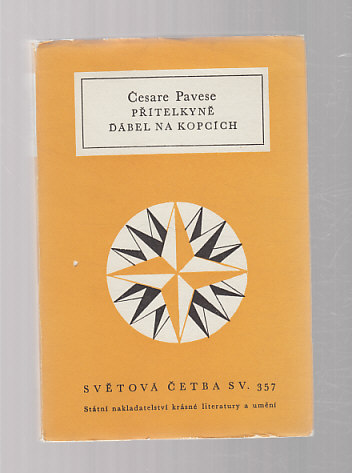 Cesare Pavese
PŘÍTELKYNĚ
ĎÁBEL NA KOPCÍCH
SVĚTOVÁ ČETBA SV. 357
Státní nakladatelství krásné literatury a umění